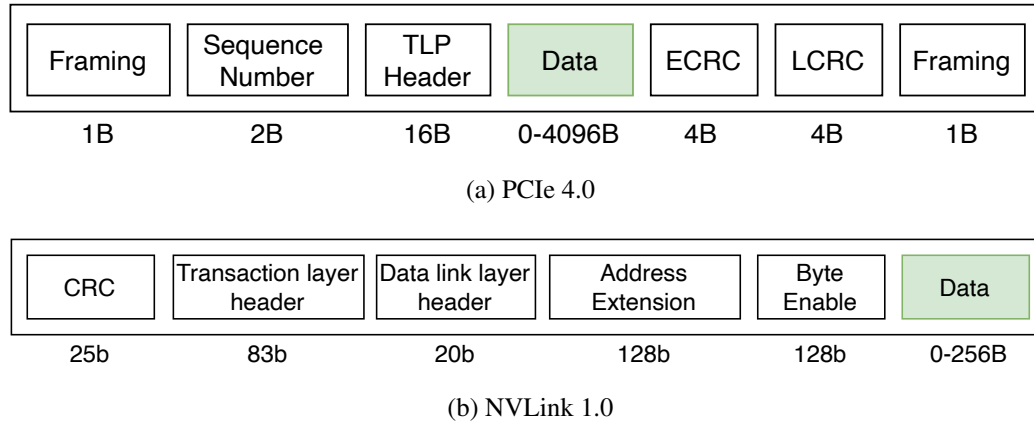 Framing
Sequence
Number
TLP
Header
Data
ECRC
LCRC
Framing
1B
2B
16B
0-4096B
4B
4B
1B
(a) PCIe 4.0
CRC
Transaction layer
header
Data link layer
header
Address
Extension
Byte
Enable
Data
25b
83b
20b
128b
128b
0-256B
(b) NVLink 1.0